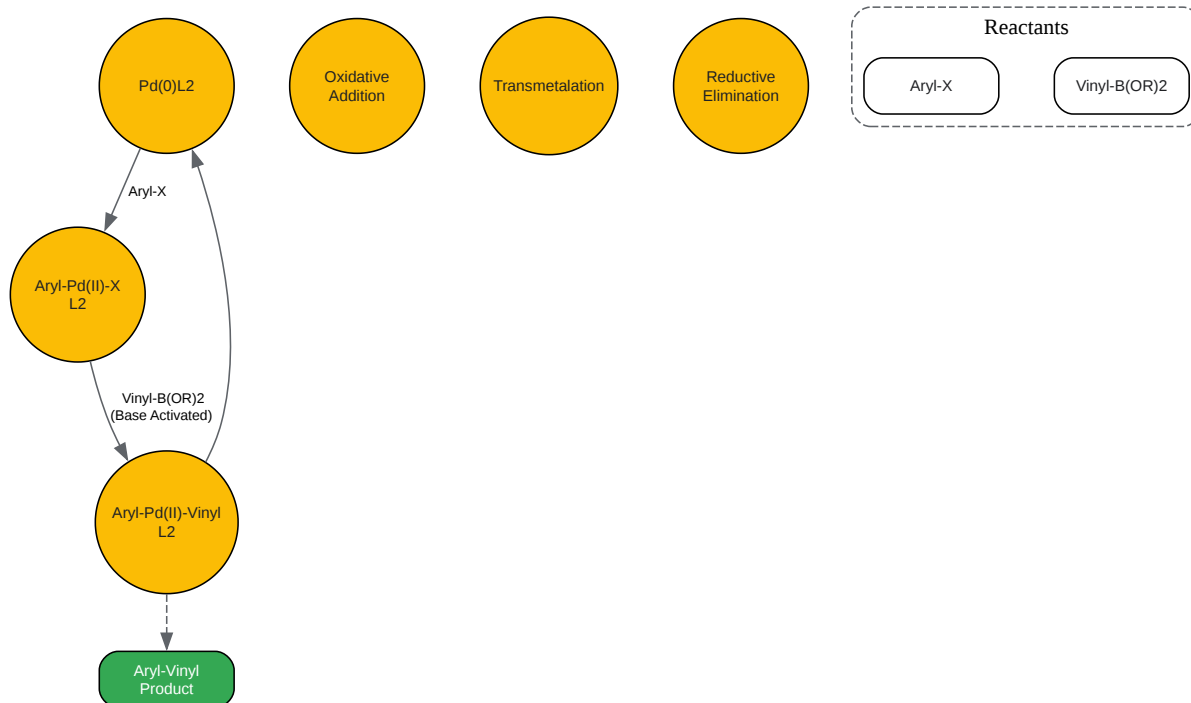 Pd(0)L2
Oxidative
Addition
Transmetalation
Reductive
Elimination
Reactants
Aryl-X
Vinyl-B(OR)2
Aryl-X
Aryl-Pd(II)-X
L2
Vinyl-B(OR)2
(Base Activated)
Aryl-Pd(II)-Vinyl
L2
Aryl-Vinyl
Product